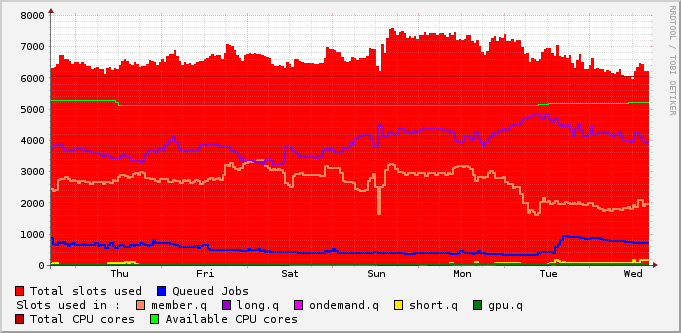 8000
7000
6000
5000
4000
3000
2000
1000
0
Thu Fri Sat Sun Mon Tue Wed
RRDTOOL / TOBI OETIKER
Total slots used Queued Jobs
Slots used in : member.q long.q ondemand.q short.q gpu.q
Total CPU cores Available CPU cores